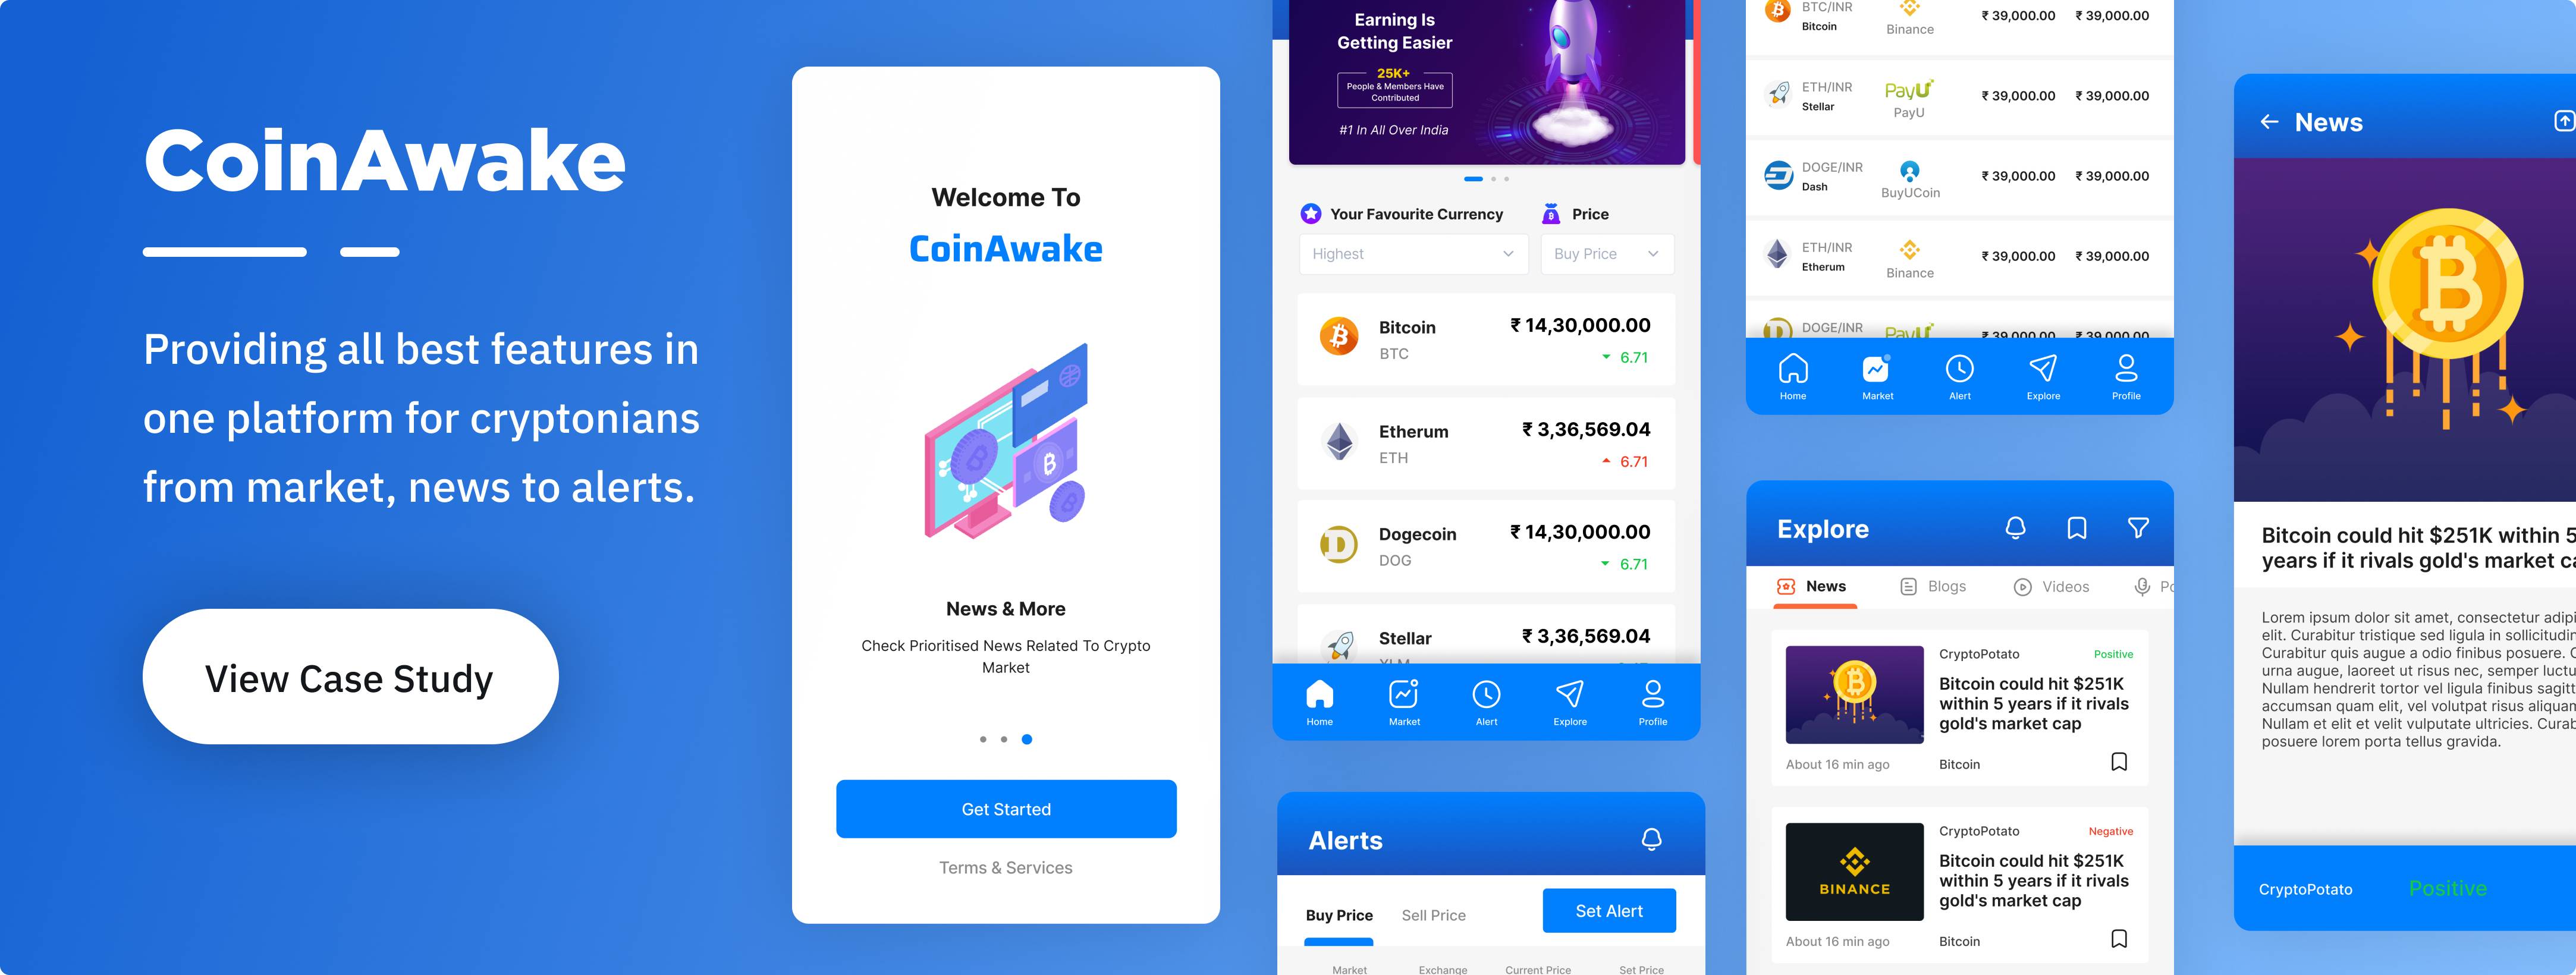 CoinAwake
Providing all best features in
one platform for cryptonians
from market, news to alerts.
View Case Study
Welcome To
CoinAwake
News & More
Check Prioritised News Related To Crypto
Market
Get Started
Terms & Services
Earning Is
Getting Easier
25K+
People & Members Have
Contributed
#1 In All Over India
Your Favourite Currency
Price
Highest
Buy Price
Bitcoin
₹ 14,30,000.00
BTC
6.71
Etherum
₹ 3,36,569.04
ETH
6.71
Dogecoin
₹ 14,30,000.00
DOG
6.71
Stellar
₹ 3,36,569.04
Home
Market
Alert
Explore
Profile
Alerts
Buy Price
Sell Price
Set Alert
Market
Exchange
Current Price
Set Price
BTC/INR
Bitcoin
Binance
₹ 39,000.00
₹ 39,000.00
ETH/INR
Stellar
PayU
PayU
₹ 39,000.00
₹ 39,000.00
DOGE/INR
Dash
BuyUCoin
₹ 39,000.00
₹ 39,000.00
ETH/INR
Etherum
Binance
₹ 39,000.00
₹ 39,000.00
DOGE/INR
PayU
₹ 39,000.00
₹ 39,000.00
Home
Market
Alert
Explore
Profile
Explore
News
Blogs
Videos
Po
CryptoPotato
Positive
Bitcoin could hit $251K
within 5 years if it rivals
gold's market cap
About 16 min ago
Bitcoin
CryptoPotato
Negative
BINANCE
Bitcoin could hit $251K
within 5 years if it rivals
gold's market cap
About 16 min ago
Bitcoin
News
Bitcoin could hit $251K within 5
years if it rivals gold's market ca
Lorem ipsum dolor sit amet, consectetur adipi
elit. Curabitur tristique sed ligula in sollicitudin
Curabitur quis augue a odio finibus posuere. C
urna augue, laoreet ut risus nec, semper luctu
Nullam hendrerit tortor vel ligula finibus sagitt
accumsan quam elit, vel volutpat risus aliquam
Nullam et elit et velit vulputate ultricies. Curab
posuere lorem porta tellus gravida.
CryptoPotato
Positive